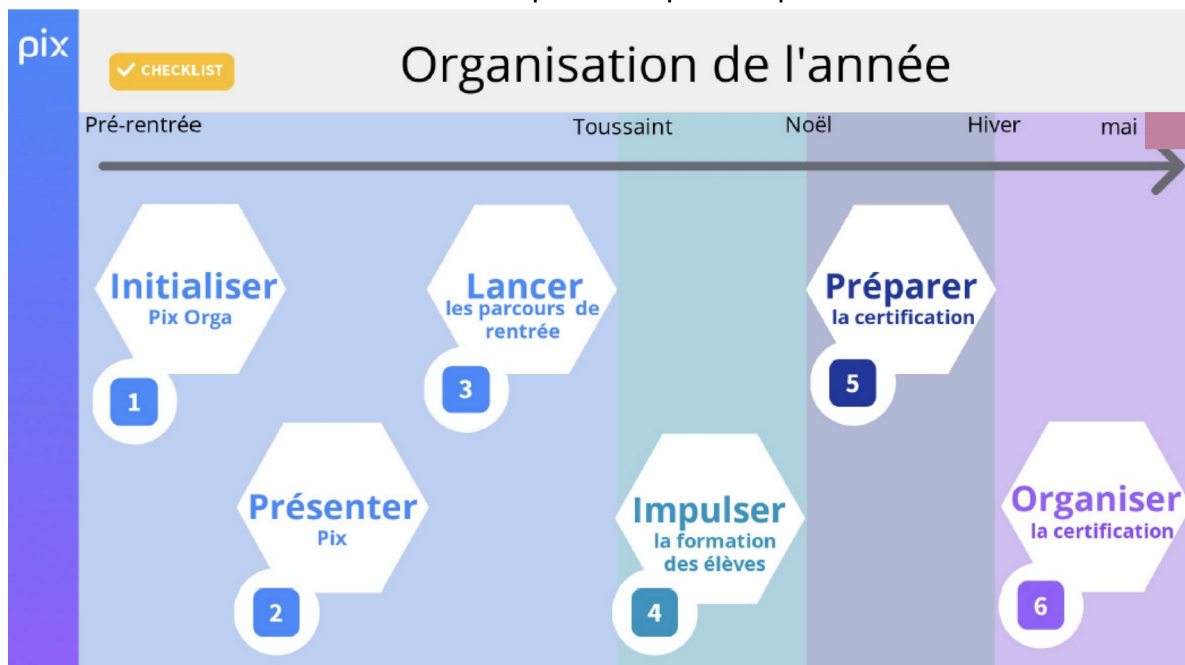 pix
✓ CHECKLIST
Organisation de l'année
Pré-rentrée
Toussaint
Noël
Hiver
mai
Initialiser
Pix Orga
1
Présenter
Pix
2
Lancer
les parcours de
rentrée
3
Impulser
la formation
des élèves
4
Préparer
la certification
5
Organiser
la certification
6